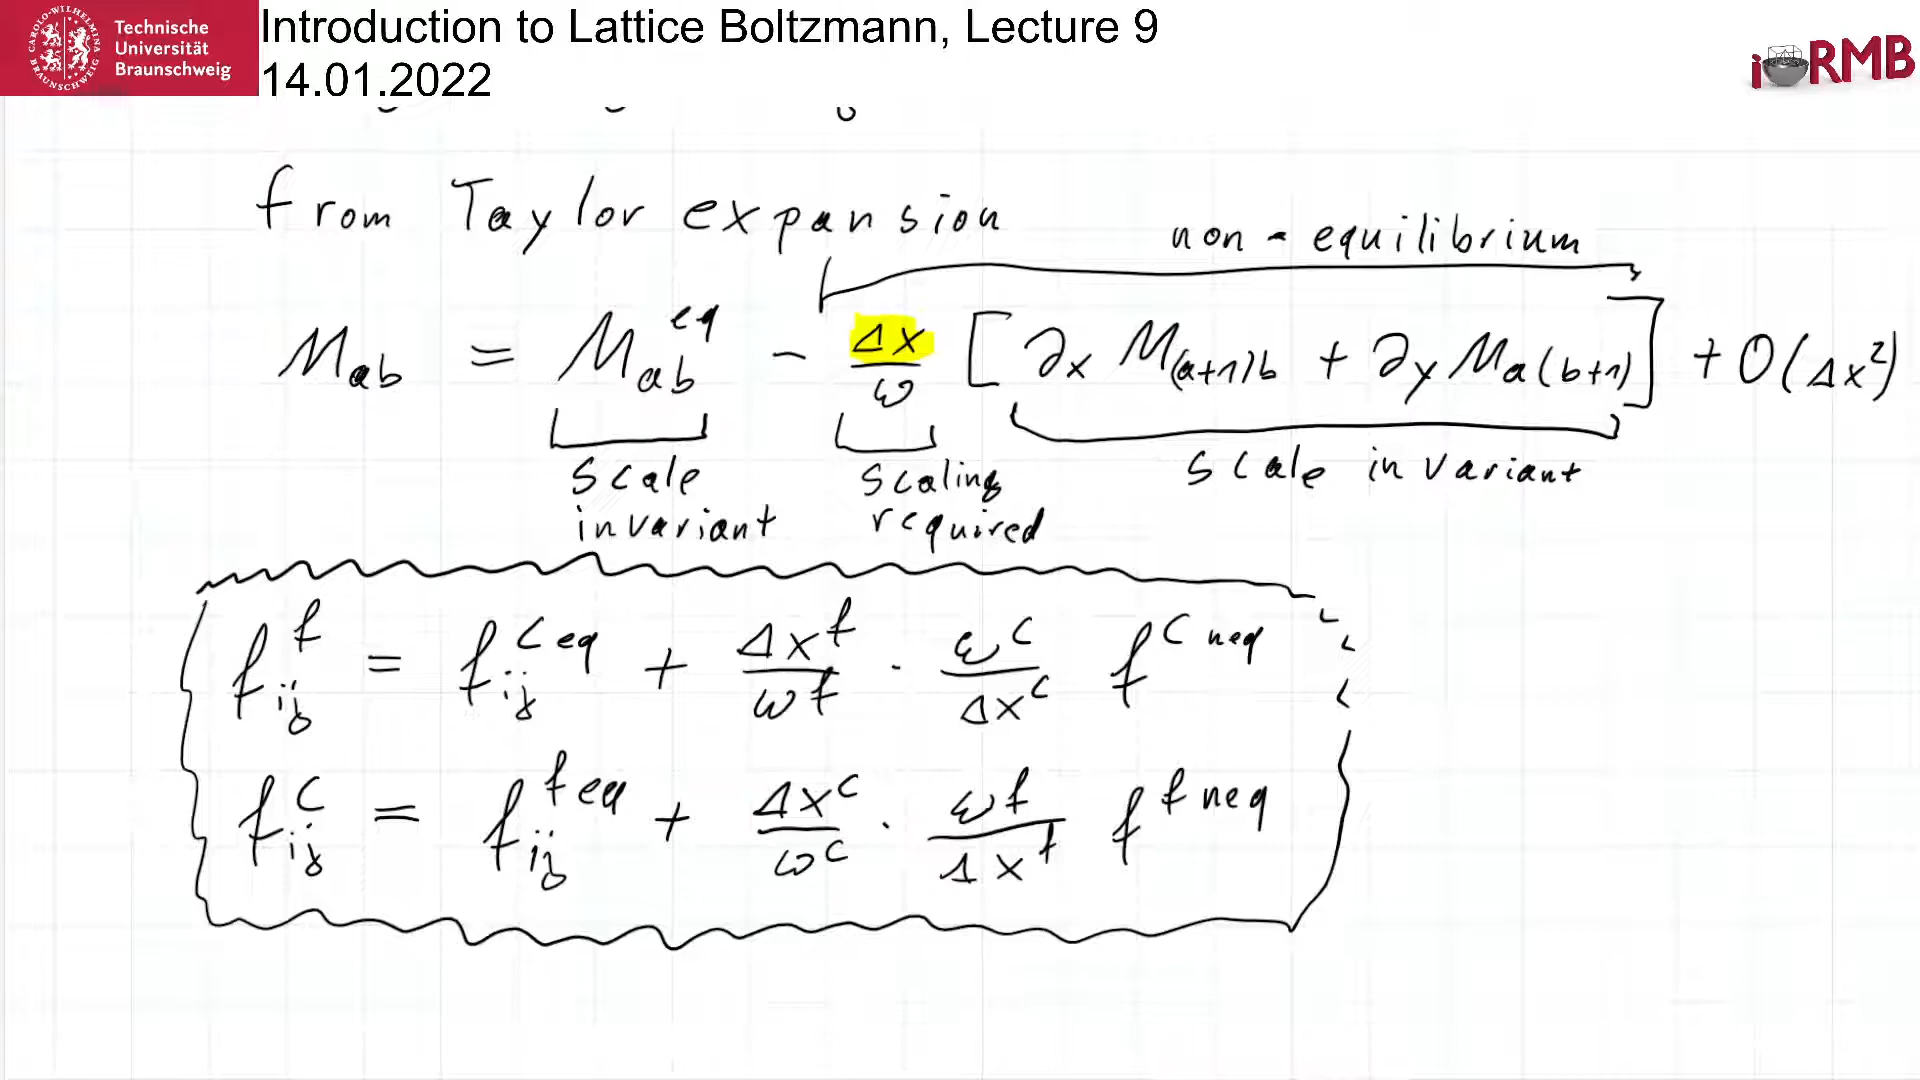 Technische
Universität
Braunschweig
Introduction to Lattice Boltzmann, Lecture 9
14.01.2022
iRMB
from Taylor expansion
non-equilibrium
M_ab = M_ab^eq - Δx/ω [∂x M_(a+1)b + ∂y M_a(b+1)] + O(Δx²)
scale invariant
scaling required
scale invariant
f_ij^f = f_ij^c eq + Δx^f/ω^f · ω^c/Δx^c f^c neq
f_ij^c = f_ij^f eq + Δx^c/ω^c · ω^f/Δx^f f^f neq